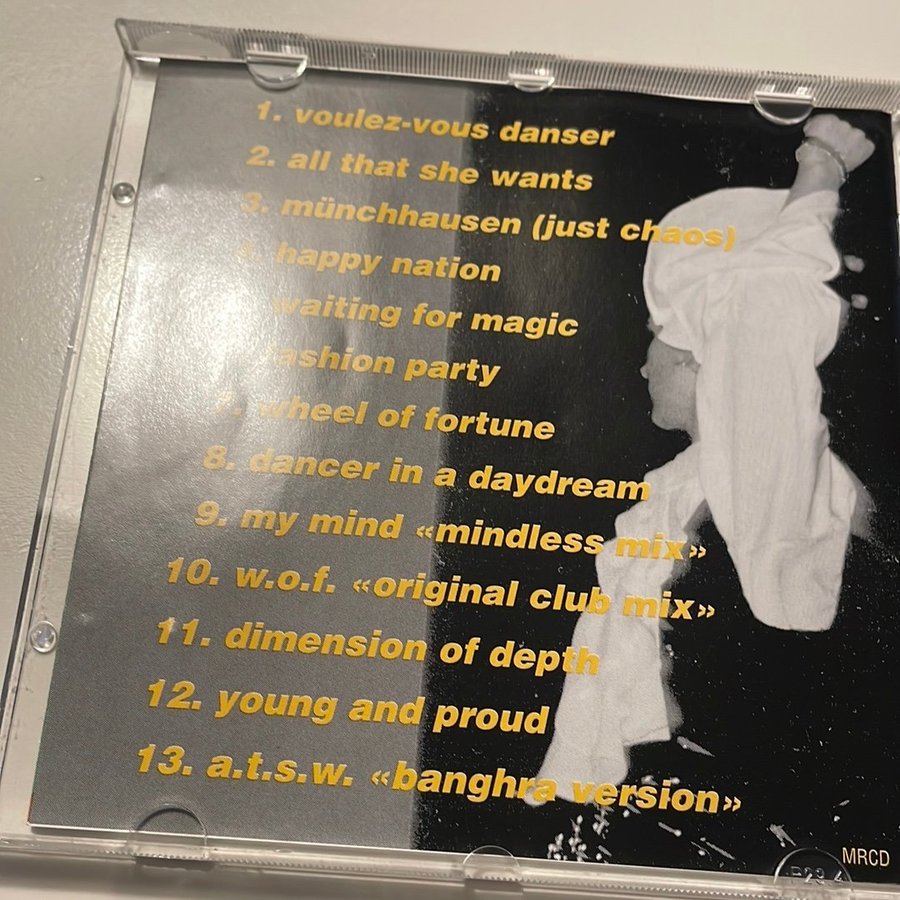 1. voulez-vous danser
2. all that she wants
3. münchhausen (just chaos)
4. happy nation
waiting for magic
fashion party
7. wheel of fortune
8. dancer in a daydream
9. my mind «mindless mix»
10. w.o.f. «original club mix»
11. dimension of depth
12. young and proud
13. a.t.s.w. «banghra version»
MRCD